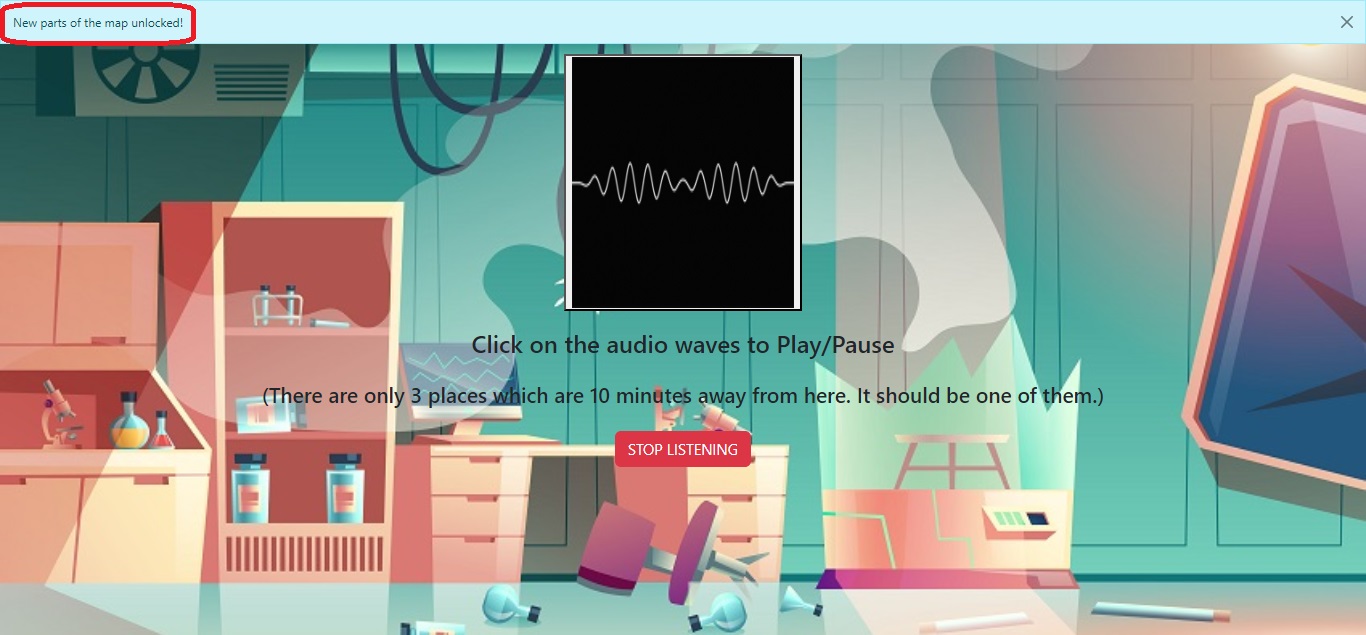 New parts of the map unlocked!
Click on the audio waves to Play/Pause
(There are only 3 places which are 10 minutes away from here. It should be one of them.)
STOP LISTENING